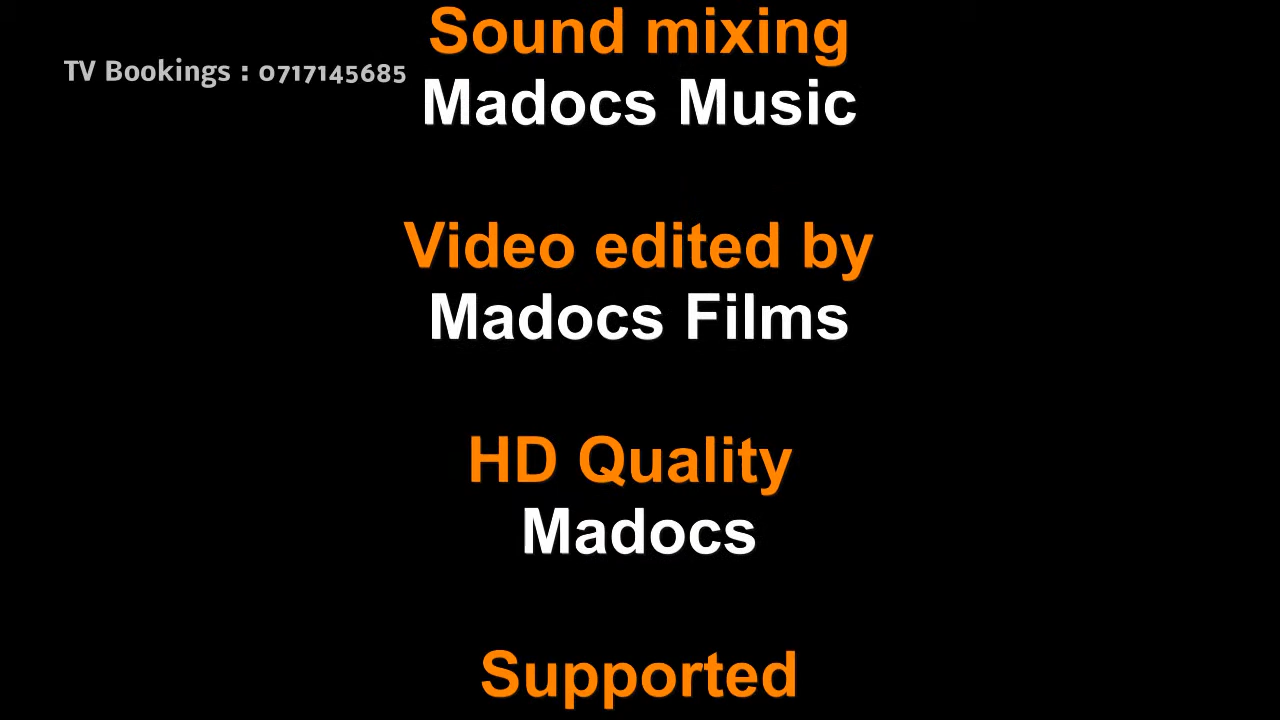 Sound mixing
TV Bookings : 0717145685
Madocs Music
Video edited by
Madocs Films
HD Quality
Madocs
Supported